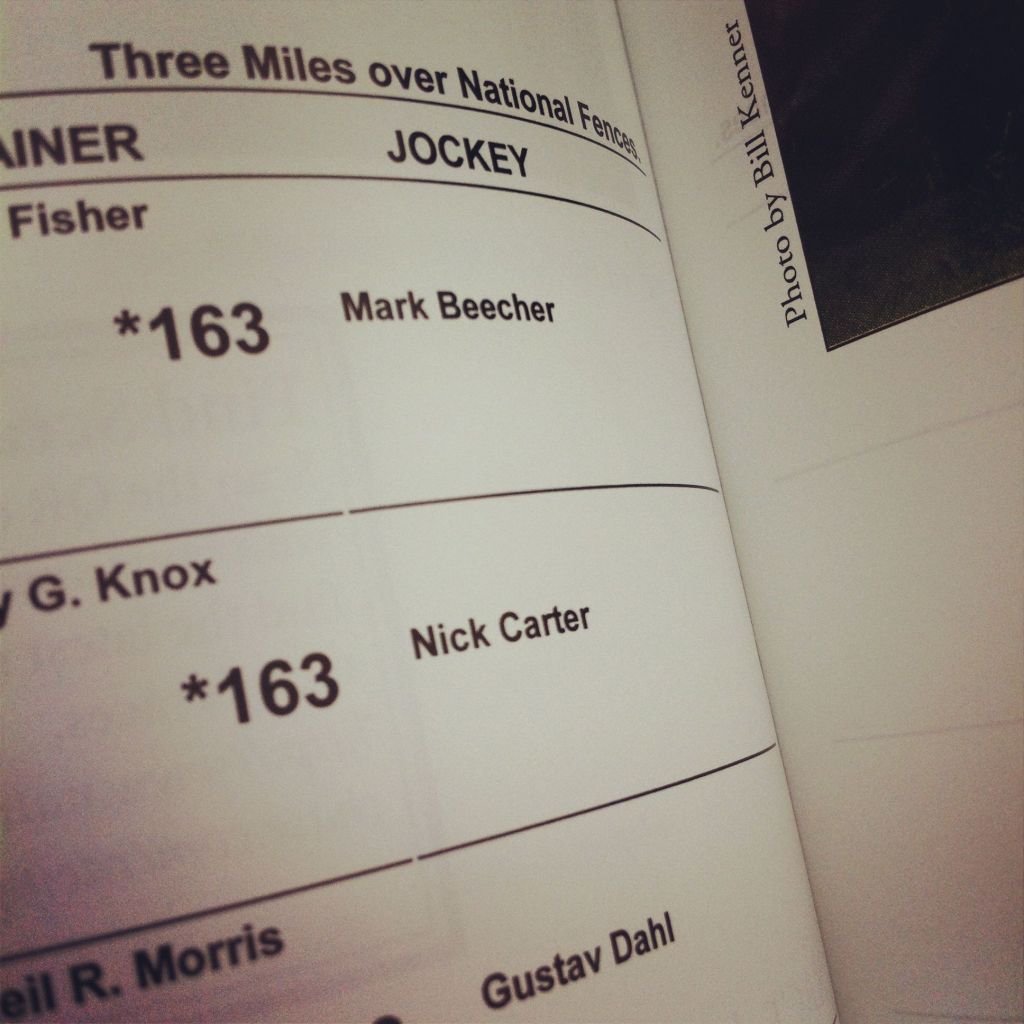 Three Miles over National Fences.
AINER JOCKEY
Fisher
*163 Mark Beecher
y G. Knox
*163 Nick Carter
eil R. Morris
Gustav Dahl
Photo by Bill Kenner